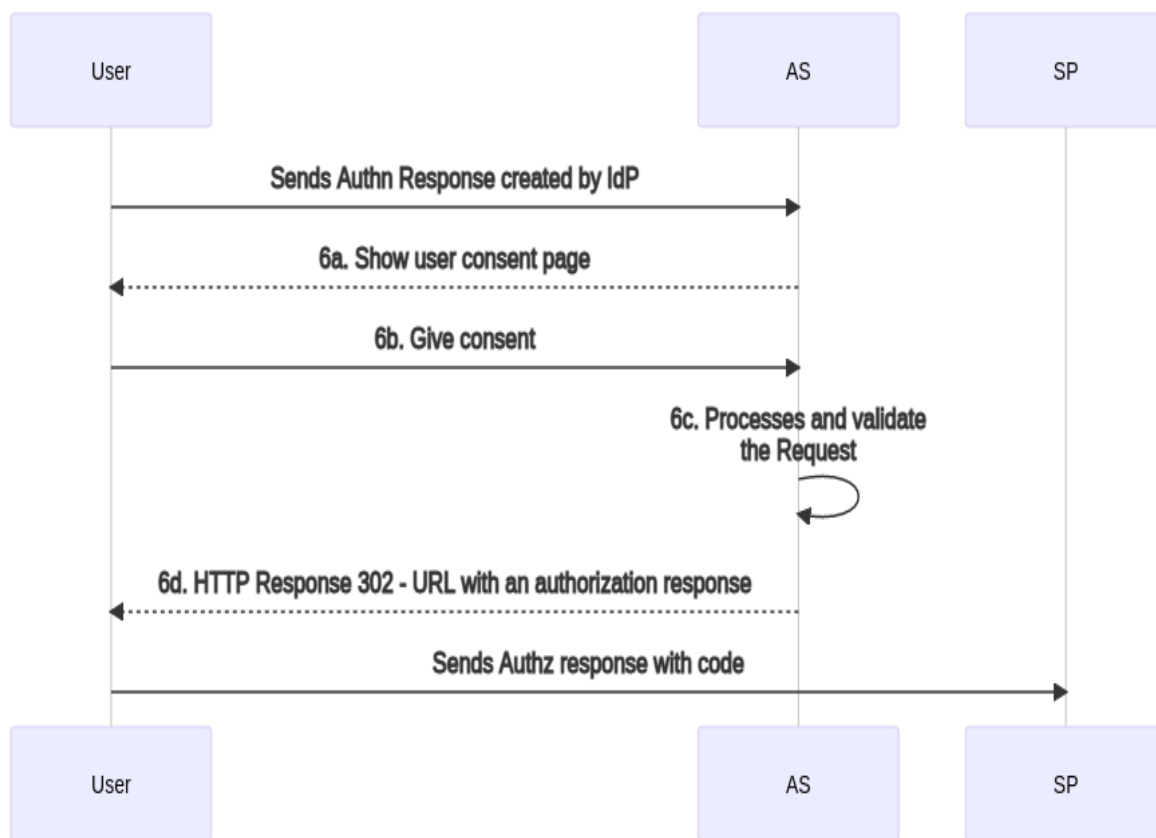 User
AS
SP
Sends Authn Response created by IdP
6a. Show user consent page
6b. Give consent
6c. Processes and validate
the Request
6d. HTTP Response 302 - URL with an authorization response
Sends Authz response with code
User
AS
SP